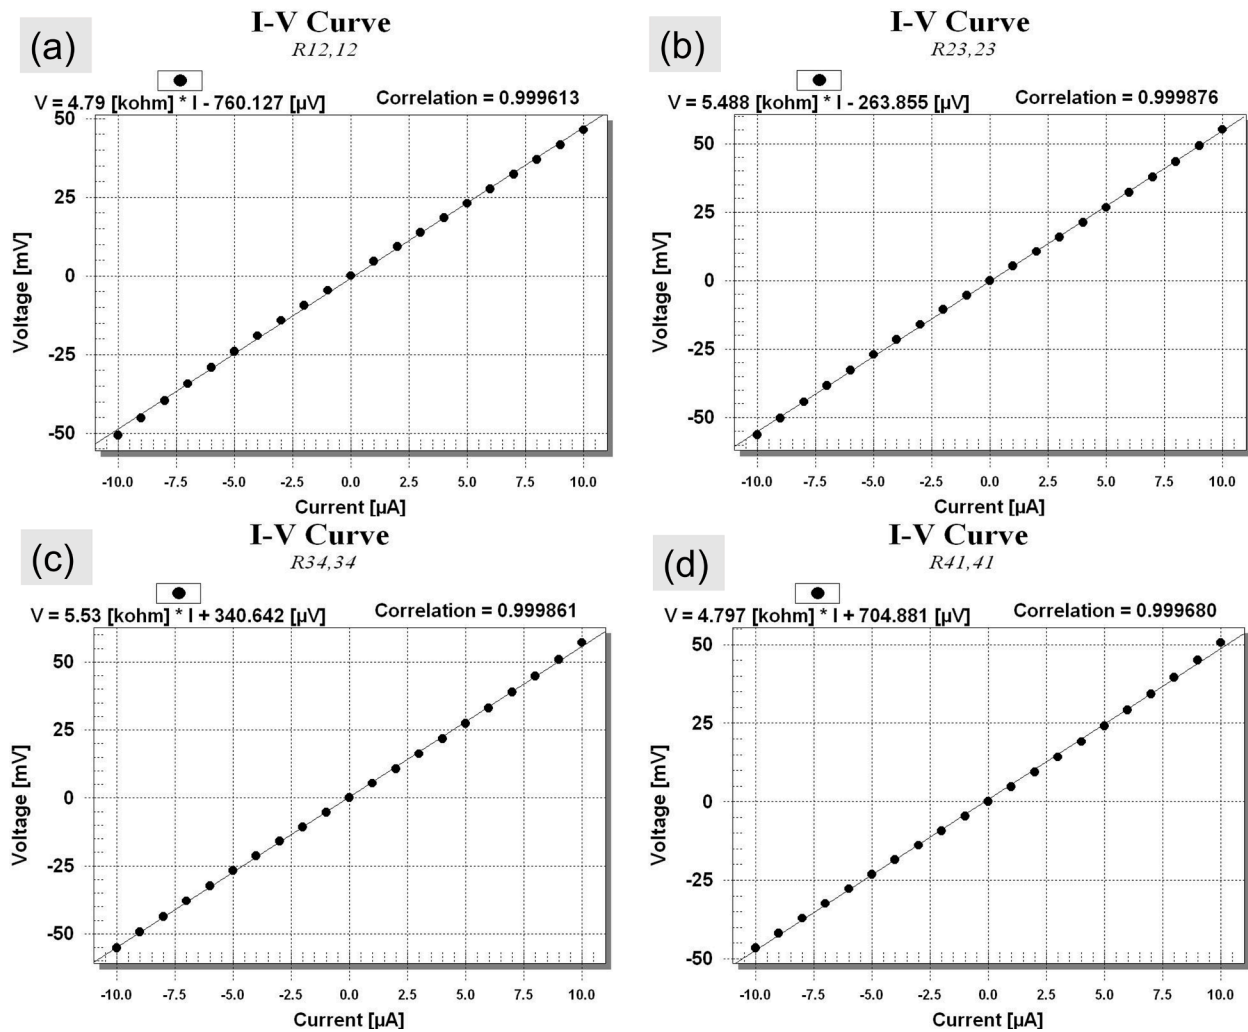 (a)
I-V Curve
R12,12
V = 4.79 [kohm] * I - 760.127 [µV]
Correlation = 0.999613
50
25
0
-25
-50
Voltage [mV]
-10.0 -7.5 -5.0 -2.5 0.0 2.5 5.0 7.5 10.0
Current [µA]
(b)
I-V Curve
R23,23
V = 5.488 [kohm] * I - 263.855 [µV]
Correlation = 0.999876
50
25
0
-25
-50
Voltage [mV]
-10.0 -7.5 -5.0 -2.5 0.0 2.5 5.0 7.5 10.0
Current [µA]
(c)
I-V Curve
R34,34
V = 5.53 [kohm] * I + 340.642 [µV]
Correlation = 0.999861
50
25
0
-25
-50
Voltage [mV]
-10.0 -7.5 -5.0 -2.5 0.0 2.5 5.0 7.5 10.0
Current [µA]
(d)
I-V Curve
R41,41
V = 4.797 [kohm] * I + 704.881 [µV]
Correlation = 0.999680
50
25
0
-25
-50
Voltage [mV]
-10.0 -7.5 -5.0 -2.5 0.0 2.5 5.0 7.5 10.0
Current [µA]